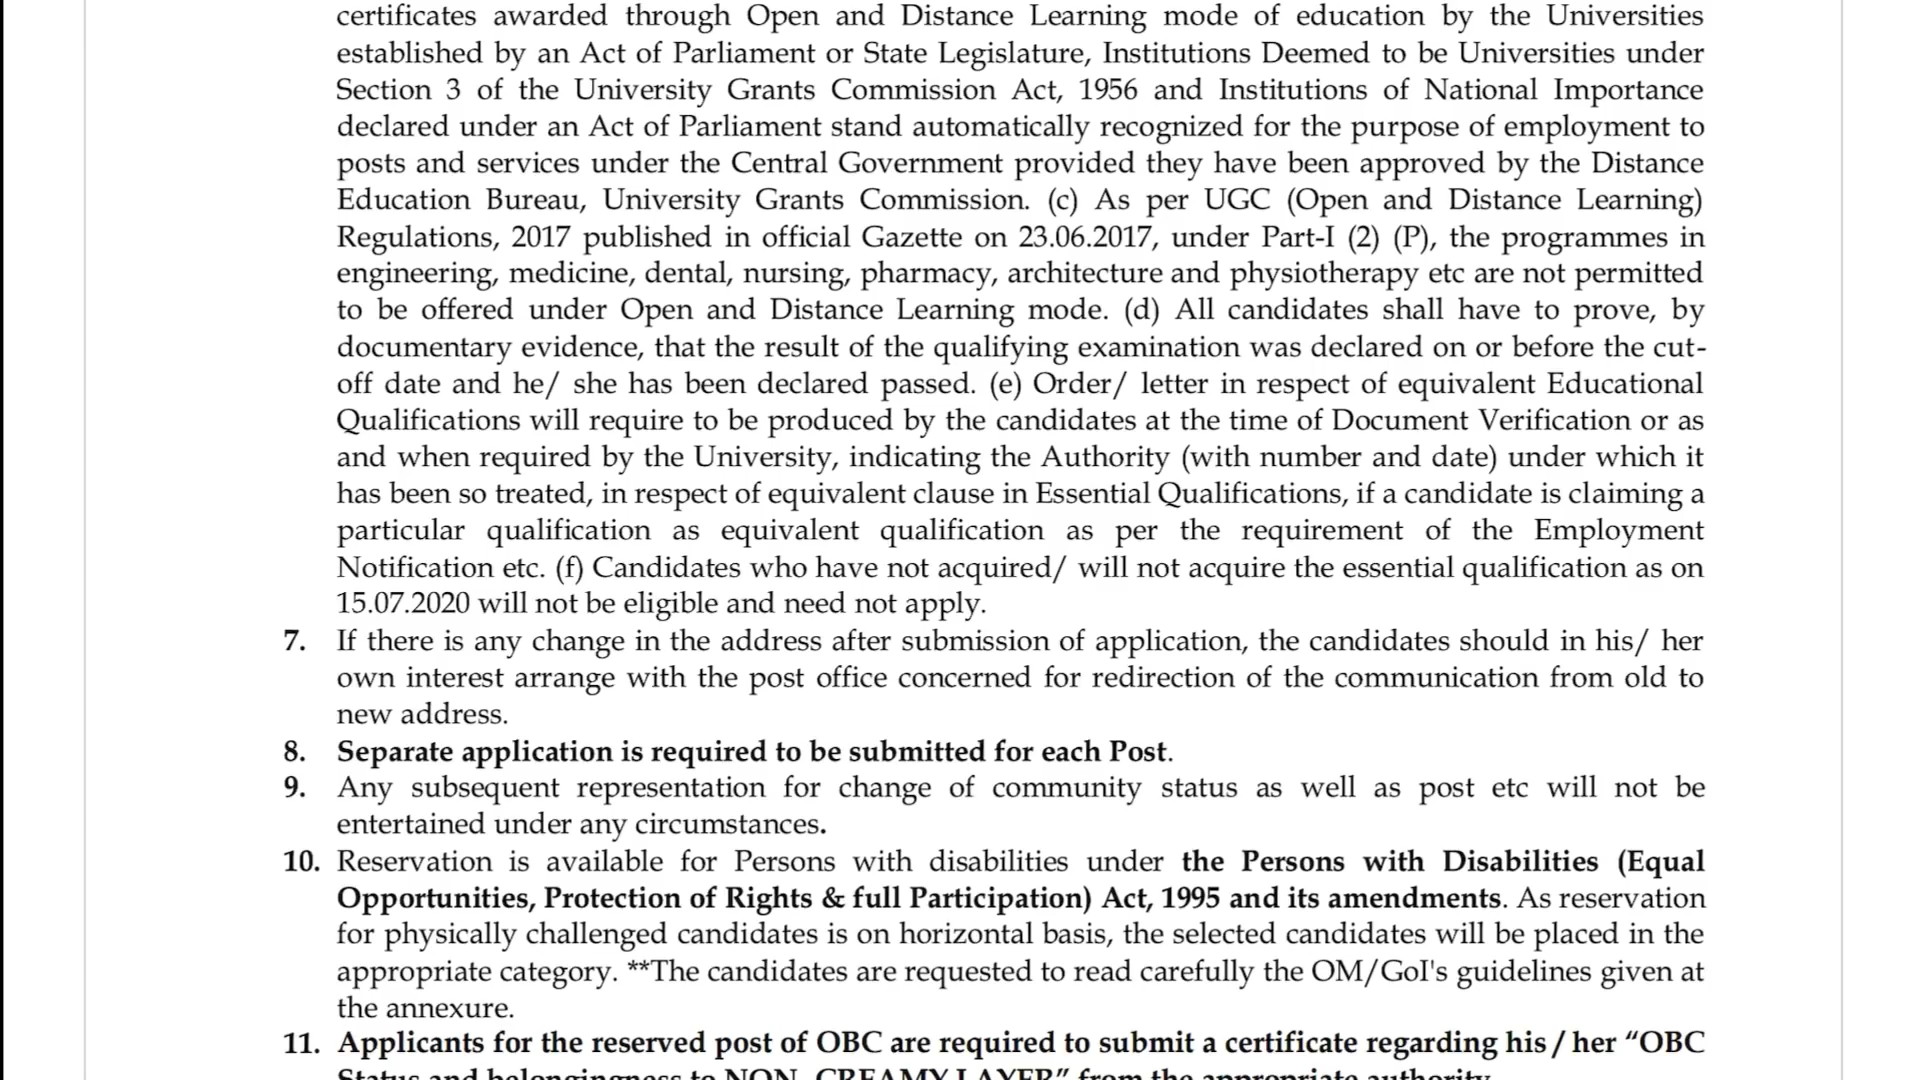 certificates awarded through Open and Distance Learning mode of education by the Universities
established by an Act of Parliament or State Legislature, Institutions Deemed to be Universities under
Section 3 of the University Grants Commission Act, 1956 and Institutions of National Importance
declared under an Act of Parliament stand automatically recognized for the purpose of employment to
posts and services under the Central Government provided they have been approved by the Distance
Education Bureau, University Grants Commission. (c) As per UGC (Open and Distance Learning)
Regulations, 2017 published in official Gazette on 23.06.2017, under Part-I (2) (P), the programmes in
engineering, medicine, dental, nursing, pharmacy, architecture and physiotherapy etc are not permitted
to be offered under Open and Distance Learning mode. (d) All candidates shall have to prove, by
documentary evidence, that the result of the qualifying examination was declared on or before the cut-
off date and he/ she has been declared passed. (e) Order/ letter in respect of equivalent Educational
Qualifications will require to be produced by the candidates at the time of Document Verification or as
and when required by the University, indicating the Authority (with number and date) under which it
has been so treated, in respect of equivalent clause in Essential Qualifications, if a candidate is claiming a
particular qualification as equivalent qualification as per the requirement of the Employment
Notification etc. (f) Candidates who have not acquired/ will not acquire the essential qualification as on
15.07.2020 will not be eligible and need not apply.
7. If there is any change in the address after submission of application, the candidates should in his/ her
own interest arrange with the post office concerned for redirection of the communication from old to
new address.
8. Separate application is required to be submitted for each Post.
9. Any subsequent representation for change of community status as well as post etc will not be
entertained under any circumstances.
10. Reservation is available for Persons with disabilities under the Persons with Disabilities (Equal
Opportunities, Protection of Rights & full Participation) Act, 1995 and its amendments. As reservation
for physically challenged candidates is on horizontal basis, the selected candidates will be placed in the
appropriate category. **The candidates are requested to read carefully the OM/GoI's guidelines given at
the annexure.
11. Applicants for the reserved post of OBC are required to submit a certificate regarding his / her “OBC
Status and belongingness to NON- CREAMY LAYER” from the appropriate authority